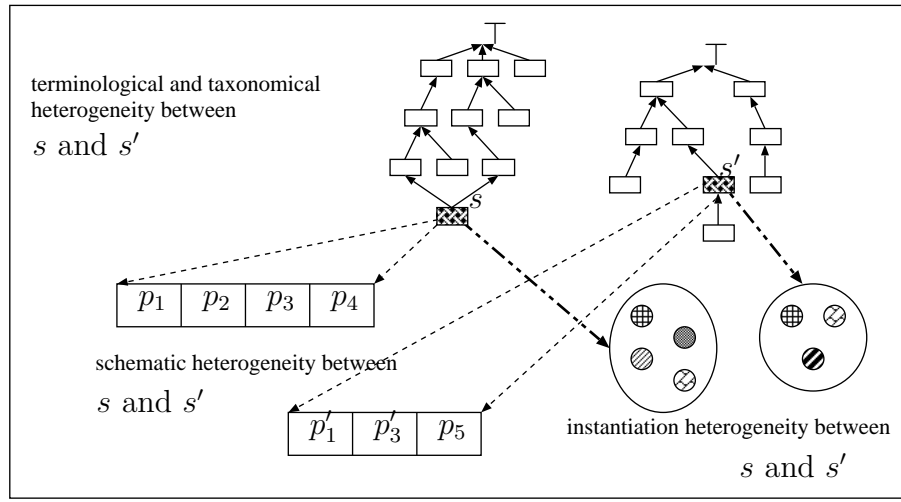 ⊤
⊤
terminological and taxonomical
heterogeneity between
s and s′
s
s′
p₁ p₂ p₃ p₄
schematic heterogeneity between
s and s′
p′₁ p′₃ p₅
instantiation heterogeneity between
s and s′